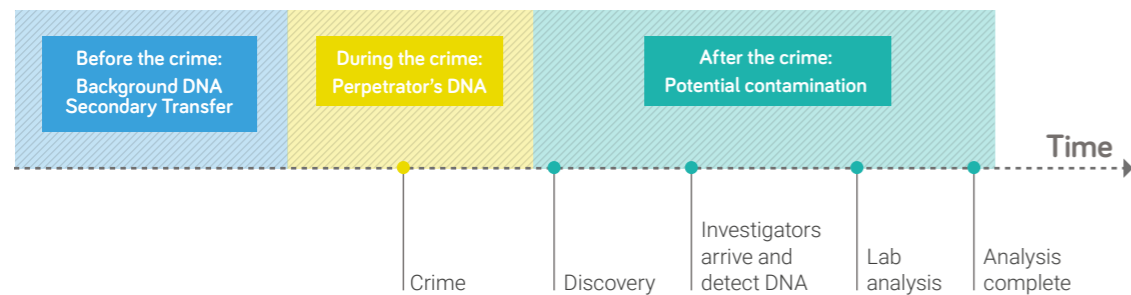 Before the crime:
Background DNA
Secondary Transfer
During the crime:
Perpetrator's DNA
After the crime:
Potential contamination
Time
Crime
Discovery
Investigators
arrive and
detect DNA
Lab
analysis
Analysis
complete